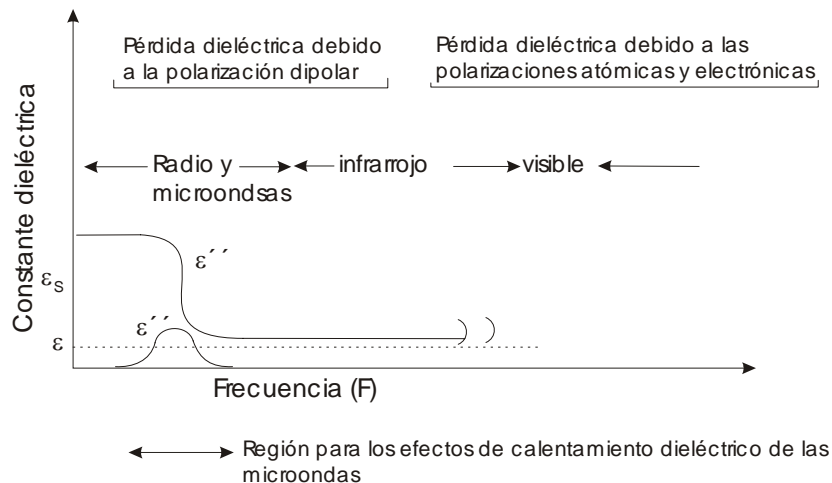 Pérdida dieléctrica debido
a la polarización dipolar
Pérdida dieléctrica debido a las
polarizaciones atómicas y electrónicas
Constante dieléctrica
Radio y
microondsas
infrarrojo
visible
ε´´
εS
ε´´
ε
Frecuencia (F)
Región para los efectos de calentamiento dieléctrico de las
microondas